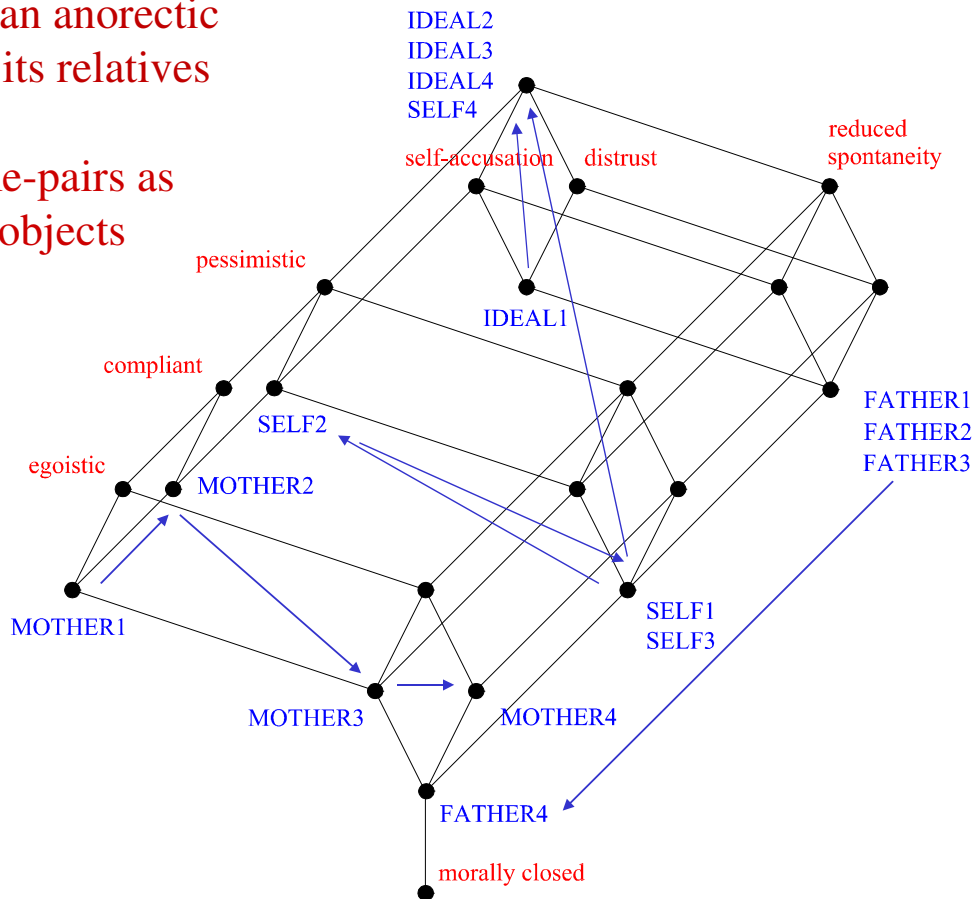 an anorectic
its relatives
e-pairs as
objects
IDEAL2
IDEAL3
IDEAL4
SELF4
reduced
spontaneity
self-accusation
distrust
pessimistic
IDEAL1
compliant
SELF2
FATHER1
FATHER2
FATHER3
egoistic
MOTHER2
MOTHER1
SELF1
SELF3
MOTHER3
MOTHER4
FATHER4
morally closed